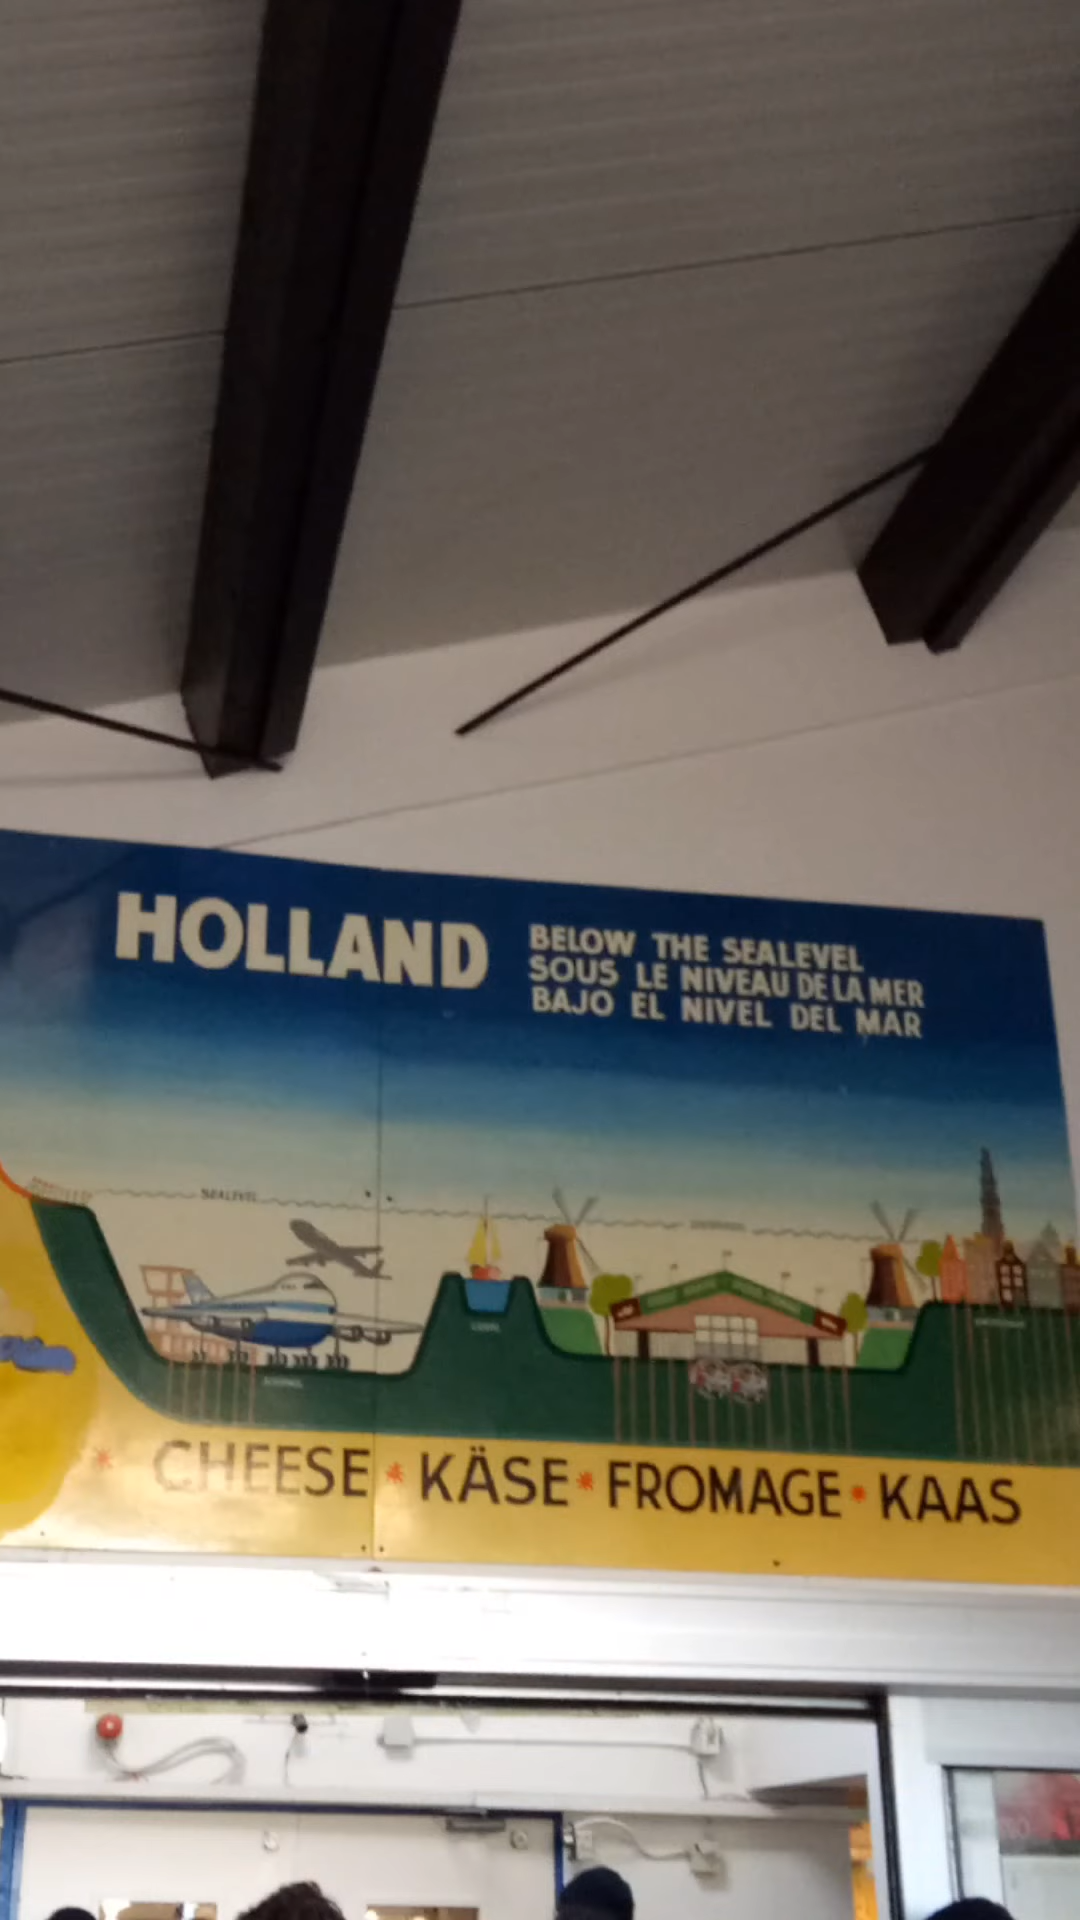 HOLLAND
BELOW THE SEALEVEL
SOUS LE NIVEAU DE LA MER
BAJO EL NIVEL DEL MAR
SEALEVEL
CHEESE * KÄSE * FROMAGE * KAAS